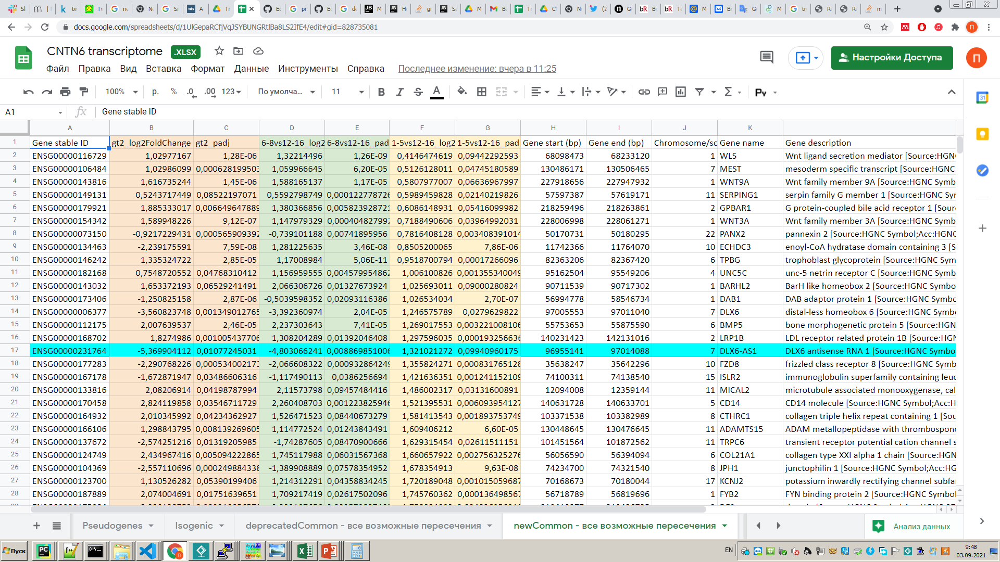 docs.google.com/spreadsheets/d/1UlGepaRCfjVqJSYBUNGRtlBa8LS2IfE4/edit#gid=828735081
CNTN6 transcriptome .XLSX
Настройки Доступа
Файл Правка Вид Вставка Формат Данные Инструменты Справка Последнее изменение: вчера в 11:25
100% р. % .0 .00 123 По умолча... 11
A1 fx Gene stable ID
A B C D E F G H I J K
1 Gene stable ID gt2_log2FoldChange gt2_padj 6-8vs12-16_log2 6-8vs12-16_pad 1-5vs12-16_log2 1-5vs12-16_pad Gene start (bp) Gene end (bp) Chromosome/sc Gene name Gene description
2 ENSG00000116729 1,02977167 1,28E-06 1,32214496 1,26E-09 0,4146474619 0,09442292593 68098473 68233120 1 WLS Wnt ligand secretion mediator [Source:HGN
3 ENSG00000106484 1,02986099 0,000628199503 1,059966645 6,20E-05 0,5126128011 0,04745180589 130486171 130506465 7 MEST mesoderm specific transcript [Source:HGNC
4 ENSG00000143816 1,616735244 1,45E-06 1,588165137 1,17E-05 0,5807977007 0,06636967997 227918656 227947932 1 WNT9A Wnt family member 9A [Source:HGNC Symb
5 ENSG00000149131 0,5243717449 0,08522197071 0,5592798749 0,000122778726 0,5989459828 0,02140219826 57597387 57619171 11 SERPING1 serpin family G member 1 [Source:HGNC Syr
6 ENSG00000179921 1,885333017 0,006649647889 1,380366856 0,005823928721 0,6086148931 0,05416099982 218259496 218263861 2 GPBAR1 G protein-coupled bile acid receptor 1 [Sour
7 ENSG00000154342 1,589948226 9,12E-07 1,147979329 0,000404827992 0,7188490606 0,03964992031 228006998 228061271 1 WNT3A Wnt family member 3A [Source:HGNC Symb
8 ENSG00000073150 -0,9217229431 0,000565909392 -0,739101188 0,00741895956 0,7816408128 0,003408391014 50170731 50180295 22 PANX2 pannexin 2 [Source:HGNC Symbol;Acc:HGN
9 ENSG00000134463 -2,239175591 7,59E-08 1,281225635 3,46E-08 0,8505200065 7,86E-06 11742366 11764070 10 ECHDC3 enoyl-CoA hydratase domain containing 3 [S
10 ENSG00000146242 1,335324722 2,85E-05 1,17008984 5,06E-11 0,9518700794 0,00017266096 82363206 82367420 6 TPBG trophoblast glycoprotein [Source:HGNC Sym
11 ENSG00000182168 0,7548720552 0,04768310412 1,156959555 0,004579954862 1,006100826 0,001355340049 95162504 95549206 4 UNC5C unc-5 netrin receptor C [Source:HGNC Symb
12 ENSG00000143032 1,653372193 0,06529241491 2,066306726 0,01327673924 1,025693011 0,09000280824 90711539 90717302 1 BARHL2 BarH like homeobox 2 [Source:HGNC Symbo
13 ENSG00000173406 -1,250825158 2,87E-06 -0,5039598352 0,02093116386 1,026534034 2,70E-07 56994778 58546734 1 DAB1 DAB adaptor protein 1 [Source:HGNC Symbo
14 ENSG00000006377 -3,560823748 0,001349012765 -3,392360974 2,04E-05 1,246575789 0,0279629822 97005553 97011040 7 DLX6 distal-less homeobox 6 [Source:HGNC Symbo
15 ENSG00000112175 2,007639537 2,46E-05 2,237303643 7,41E-05 1,269017553 0,003221008106 55753653 55875590 6 BMP5 bone morphogenetic protein 5 [Source:HGN
16 ENSG00000168702 1,8274986 0,001005437706 1,308204289 0,01392046408 1,297596035 0,000193256636 140231423 142131016 2 LRP1B LDL receptor related protein 1B [Source:HGN
17 ENSG00000231764 -5,369904112 0,01077245031 -4,803066241 0,008869851006 1,321021272 0,09940960175 96955141 97014088 7 DLX6-AS1 DLX6 antisense RNA 1 [Source:HGNC Symbo
18 ENSG00000177283 -2,290768226 0,000534002173 -2,066608322 0,000932864249 1,355824271 0,000831765128 35638247 35642296 10 FZD8 frizzled class receptor 8 [Source:HGNC Symb
19 ENSG00000167178 -1,672871947 0,03486606316 -1,117490113 0,0386256694 1,421636351 0,001241152109 74100311 74138540 15 ISLR2 immunoglobulin superfamily containing leuc
20 ENSG00000133816 2,08206914 0,04198787994 2,11573798 0,09457484416 1,486002317 0,03131600891 12094008 12359144 11 MICAL2 microtubule associated monooxygenase, cal
21 ENSG00000170458 2,824119858 0,03546711729 2,260408703 0,001223825946 1,521395531 0,006093954127 140631728 140633701 5 CD14 CD14 molecule [Source:HGNC Symbol;Acc:H
22 ENSG00000164932 2,010345992 0,04234362927 1,526471523 0,08440673279 1,581413543 0,001893753749 103371538 103382989 8 CTHRC1 collagen triple helix repeat containing 1 [Sou
23 ENSG00000166106 1,298843795 0,008139269605 1,114772524 0,01243843491 1,609406212 6,60E-05 130448645 130476645 11 ADAMTS15 ADAM metallopeptidase with thrombospon
24 ENSG00000137672 -2,574251216 0,01319205985 -1,74287605 0,08470900666 1,629315454 0,02611511151 101451564 101872562 11 TRPC6 transient receptor potential cation channel s
25 ENSG00000124749 2,434967416 0,005094222865 1,745117988 0,06031567368 1,660657922 0,002756325276 56056590 56394094 6 COL21A1 collagen type XXI alpha 1 chain [Source:HGN
26 ENSG00000104369 -2,557110696 0,000249884338 -1,389908889 0,07578354952 1,678354913 9,63E-08 74234700 74321540 8 JPH1 junctophilin 1 [Source:HGNC Symbol;Acc:HG
27 ENSG00000123700 1,130526282 0,05390199406 1,214312291 0,04358834245 1,720189048 0,001015059687 70168673 70180044 17 KCNJ2 potassium inwardly rectifying channel subfa
28 ENSG00000187889 2,074004691 0,01751639651 1,709217419 0,02617502096 1,745760362 0,000136498567 56718789 56819696 1 FYB2 FYN binding protein 2 [Source:HGNC Symbo
Pseudogenes Isogenic deprecatedCommon - все возможные пересечения newCommon - все возможные пересечения Анализ данных
Пуск EN 9:48
03.09.2021